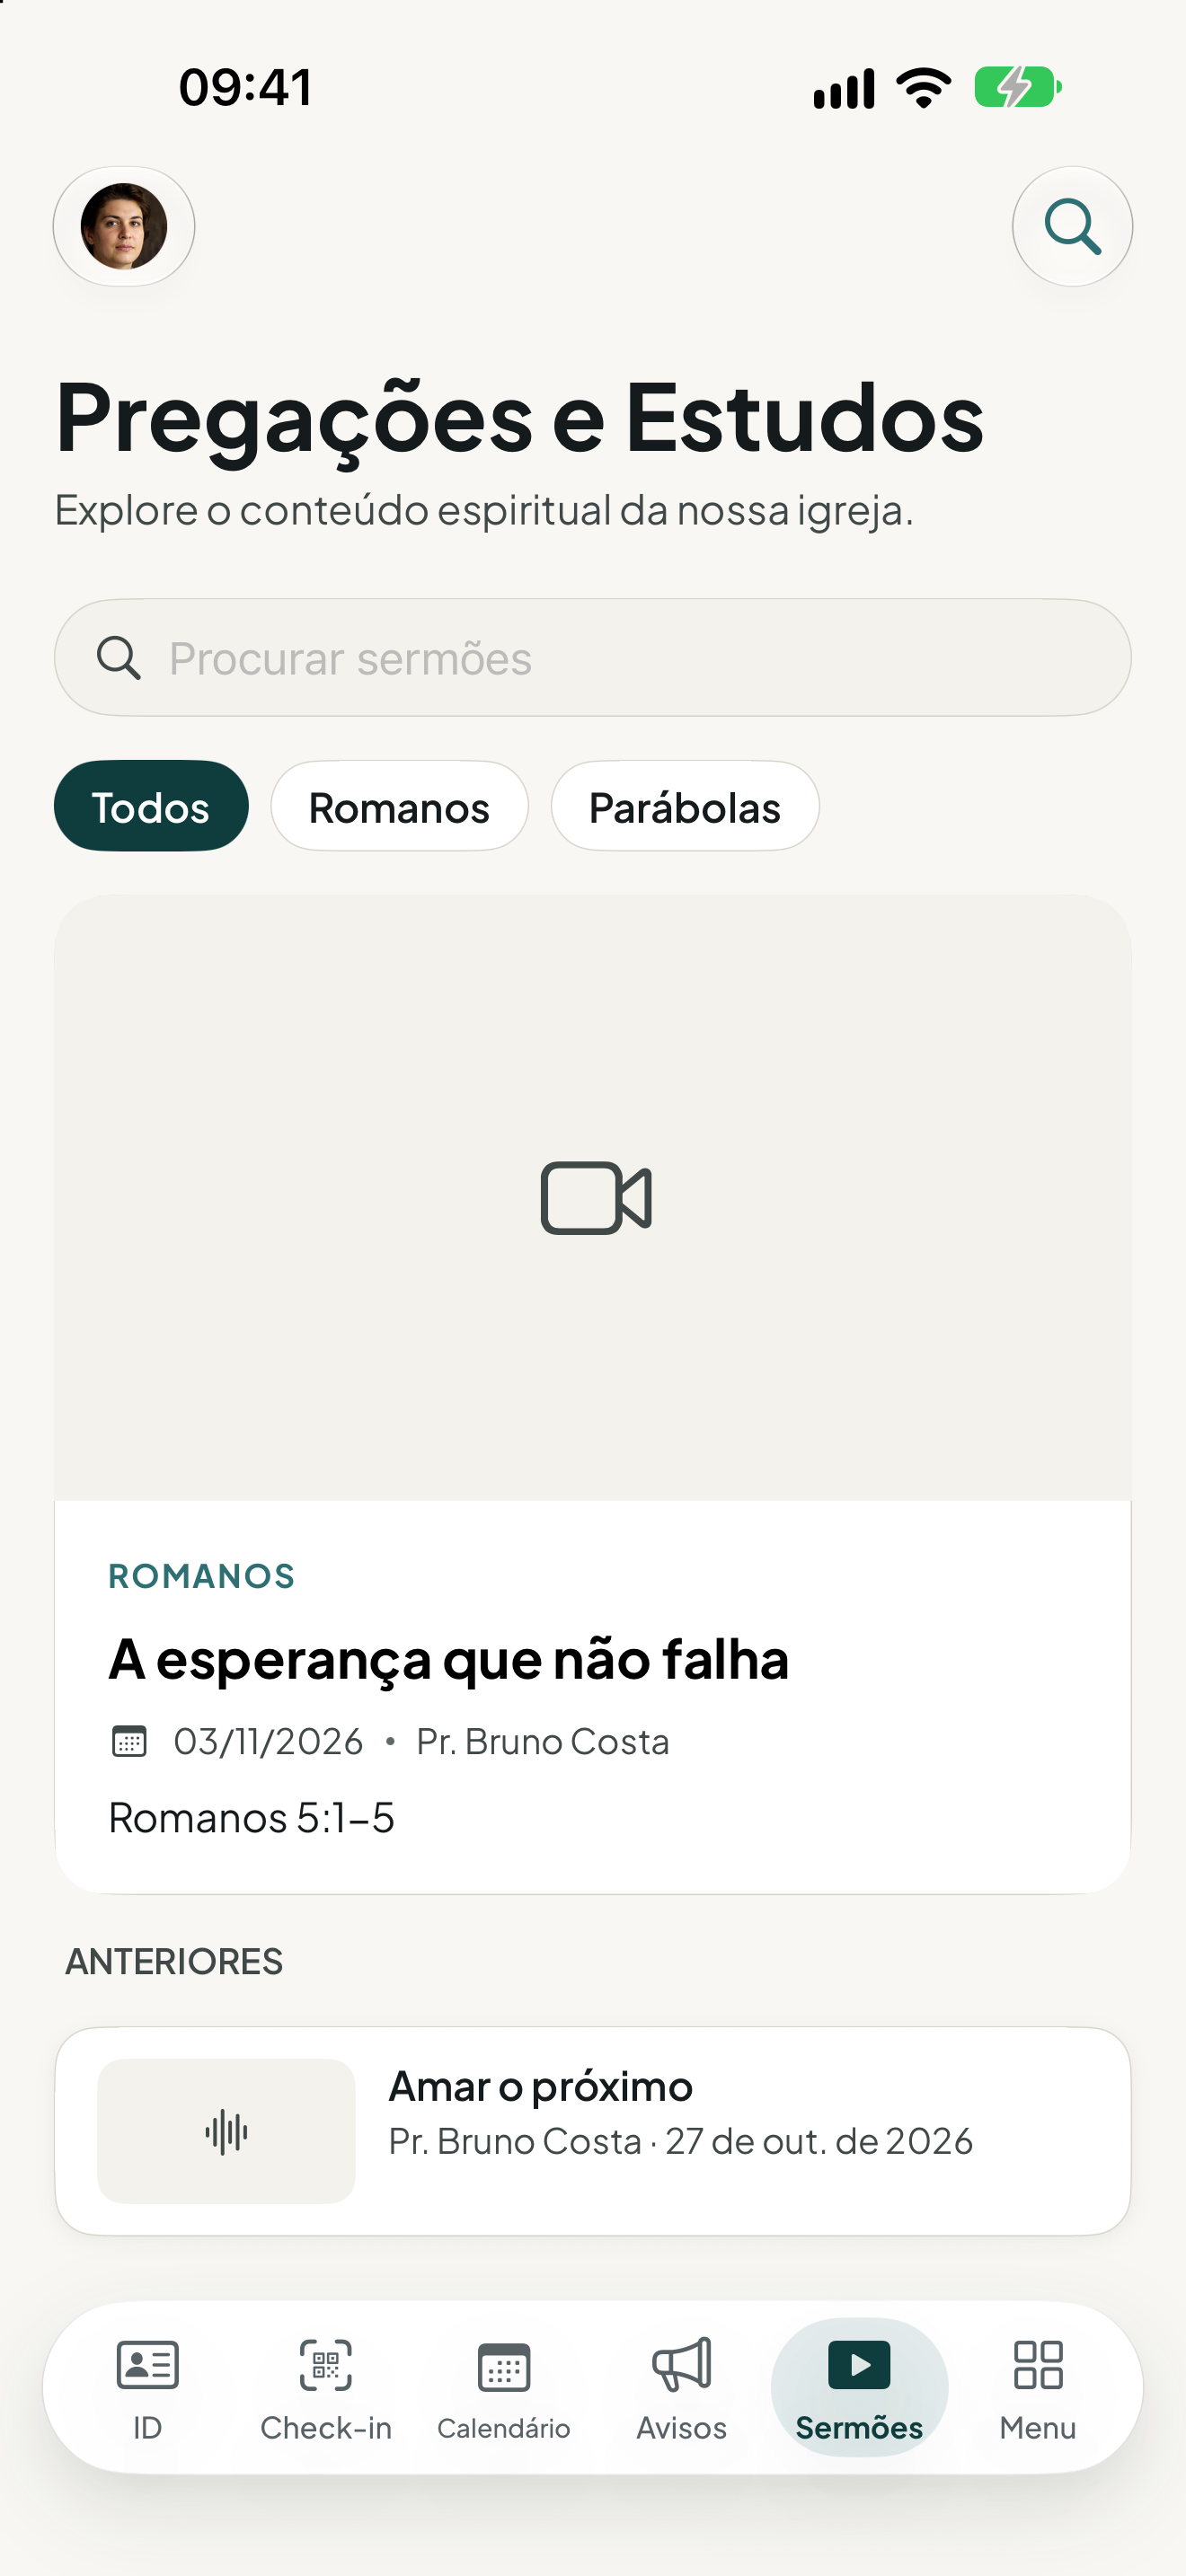 09:41
Pregações e Estudos
Explore o conteúdo espiritual da nossa igreja.
Procurar sermões
Todos
Romanos
Parábolas
ROMANOS
A esperança que não falha
03/11/2026 • Pr. Bruno Costa
Romanos 5:1–5
ANTERIORES
Amar o próximo
Pr. Bruno Costa · 27 de out. de 2026
ID
Check-in
Calendário
Avisos
Sermões
Menu